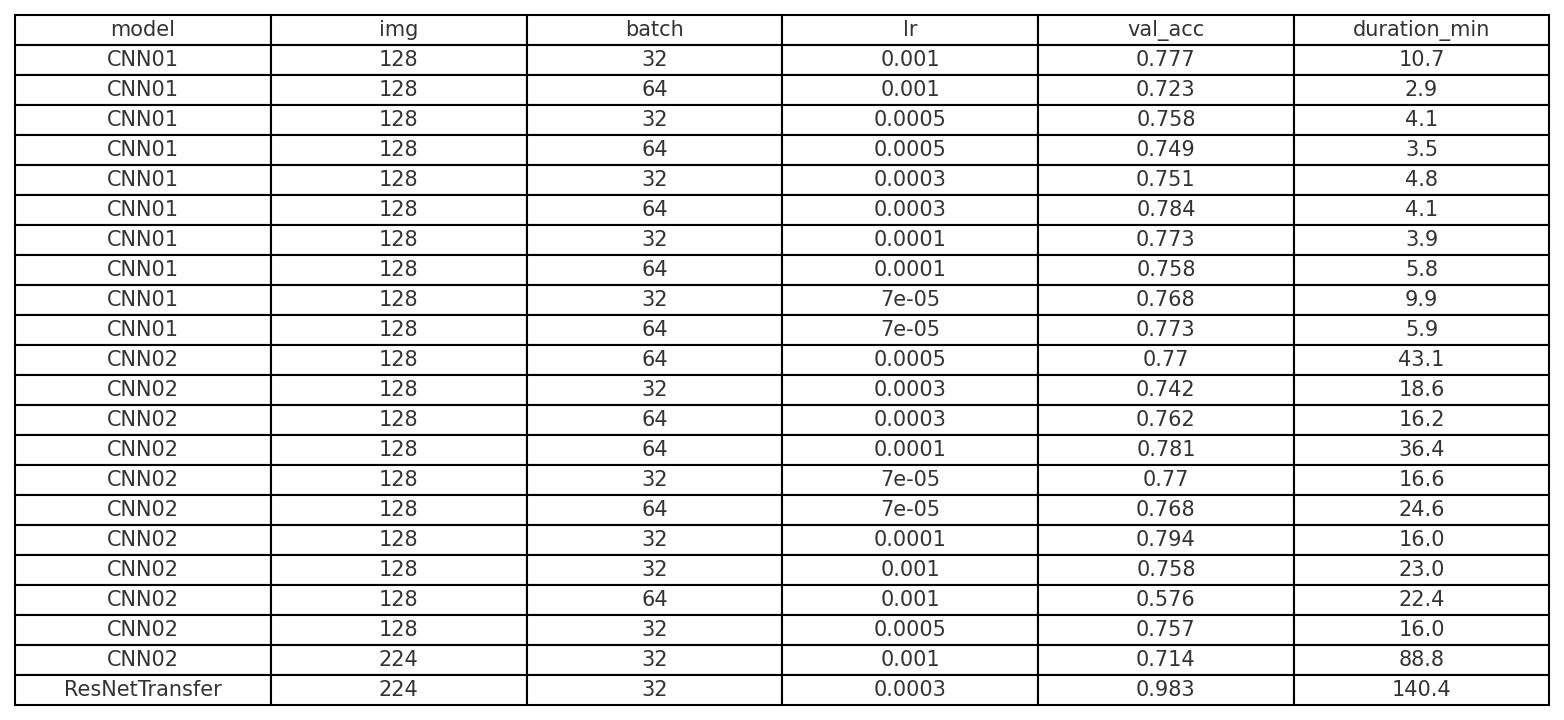 model img batch lr val_acc duration_min
CNN01 128 32 0.001 0.777 10.7
CNN01 128 64 0.001 0.723 2.9
CNN01 128 32 0.0005 0.758 4.1
CNN01 128 64 0.0005 0.749 3.5
CNN01 128 32 0.0003 0.751 4.8
CNN01 128 64 0.0003 0.784 4.1
CNN01 128 32 0.0001 0.773 3.9
CNN01 128 64 0.0001 0.758 5.8
CNN01 128 32 7e-05 0.768 9.9
CNN01 128 64 7e-05 0.773 5.9
CNN02 128 64 0.0005 0.77 43.1
CNN02 128 32 0.0003 0.742 18.6
CNN02 128 64 0.0003 0.762 16.2
CNN02 128 64 0.0001 0.781 36.4
CNN02 128 32 7e-05 0.77 16.6
CNN02 128 64 7e-05 0.768 24.6
CNN02 128 32 0.0001 0.794 16.0
CNN02 128 32 0.001 0.758 23.0
CNN02 128 64 0.001 0.576 22.4
CNN02 128 32 0.0005 0.757 16.0
CNN02 224 32 0.001 0.714 88.8
ResNetTransfer 224 32 0.0003 0.983 140.4